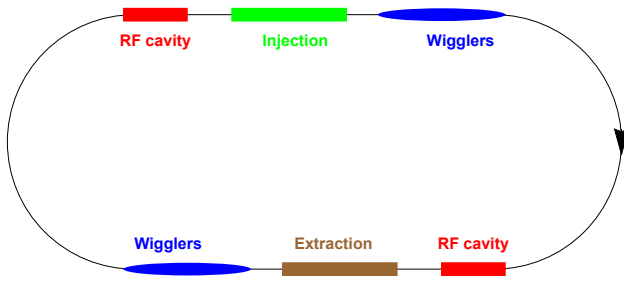 RF cavity
Injection
Wigglers
Wigglers
Extraction
RF cavity